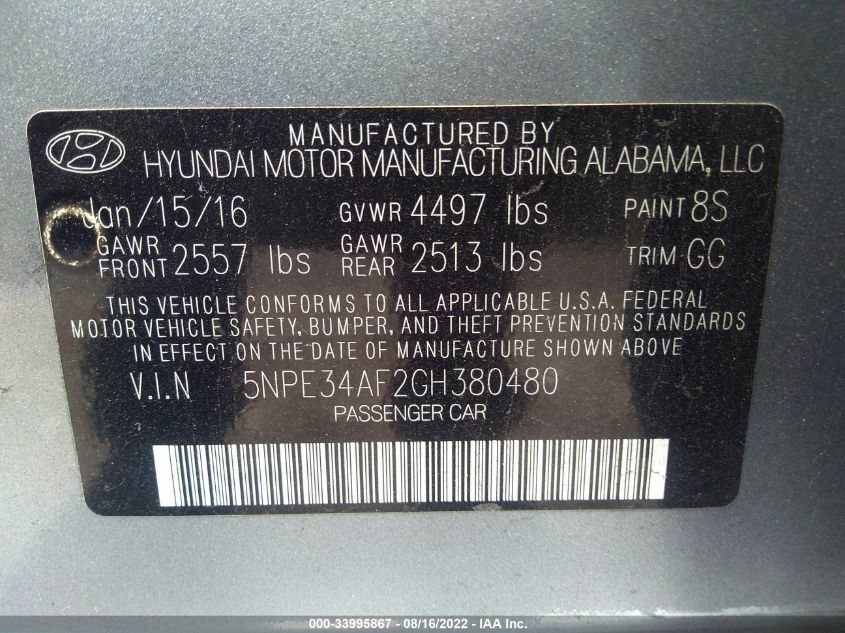 MANUFACTURED BY
HYUNDAI MOTOR MANUFACTURING ALABAMA, LLC
Jan/15/16 GVWR 4497 lbs PAINT 8S
GAWR FRONT 2557 lbs GAWR REAR 2513 lbs TRIM GG
THIS VEHICLE CONFORMS TO ALL APPLICABLE U.S.A. FEDERAL
MOTOR VEHICLE SAFETY, BUMPER, AND THEFT PREVENTION STANDARDS
IN EFFECT ON THE DATE OF MANUFACTURE SHOWN ABOVE
V.I.N 5NPE34AF2GH380480
PASSENGER CAR
000-33995867 - 08/16/2022 - IAA Inc.